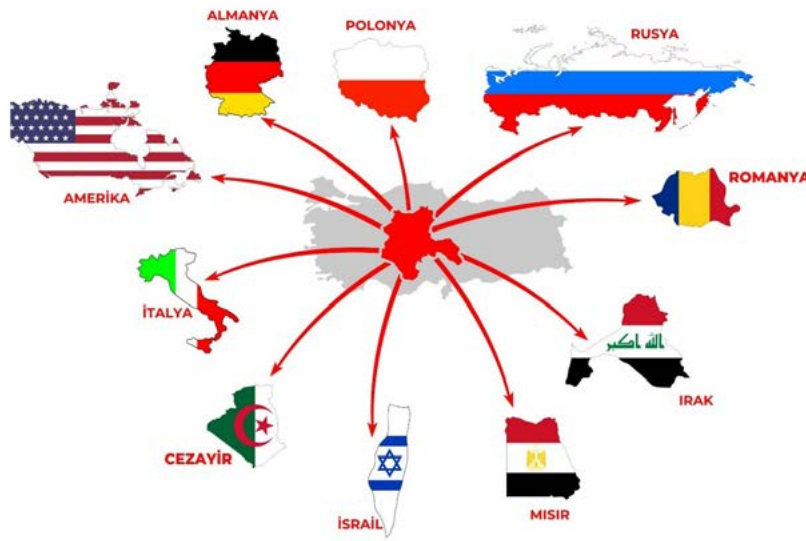 ALMANYA
POLONYA
RUSYA
AMERİKA
ROMANYA
İTALYA
الله اكبر
IRAK
CEZAYİR
İSRAİL
MISIR